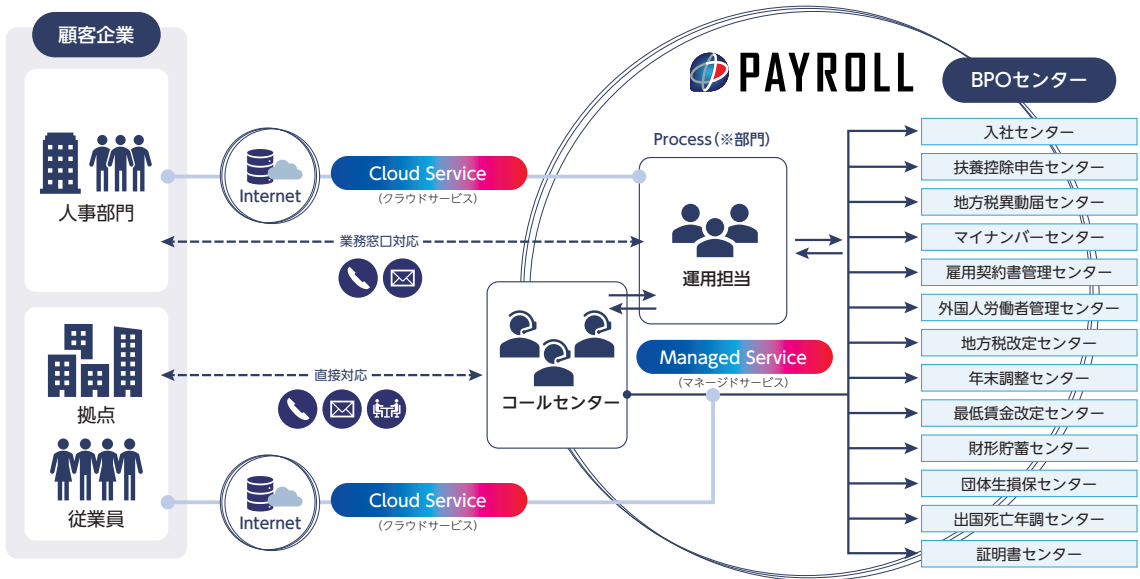 顧客企業
人事部門
拠点
従業員
Internet
Cloud Service
(クラウドサービス)
業務窓口対応
直接対応
Internet
Cloud Service
(クラウドサービス)
PAYROLL
Process(※部門)
運用担当
コールセンター
Managed Service
(マネージドサービス)
BPOセンター
入社センター
扶養控除申告センター
地方税異動届センター
マイナンバーセンター
雇用契約書管理センター
外国人労働者管理センター
地方税改定センター
年末調整センター
最低賃金改定センター
財形貯蓄センター
団体生損保センター
出国死亡年調センター
証明書センター